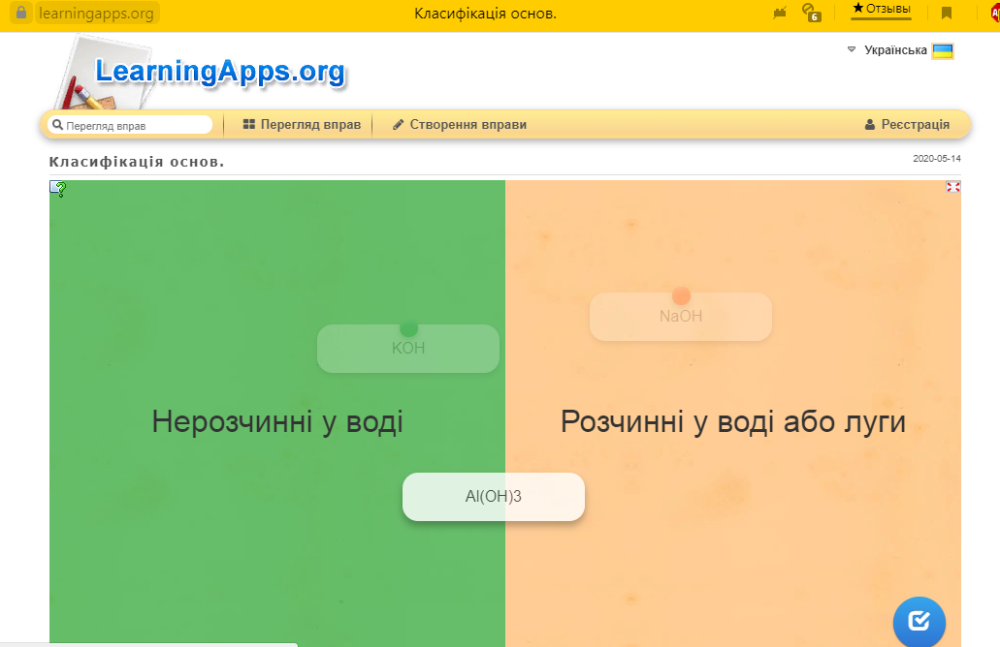 learningapps.org
Класифікація основ.
6
★ Отзывы
LearningApps.org
Українська
Перегляд вправ
Перегляд вправ
Створення вправи
Реєстрація
Класифікація основ.
2020-05-14
NaOH
KOH
Нерозчинні у воді
Розчинні у воді або луги
Al(OH)3